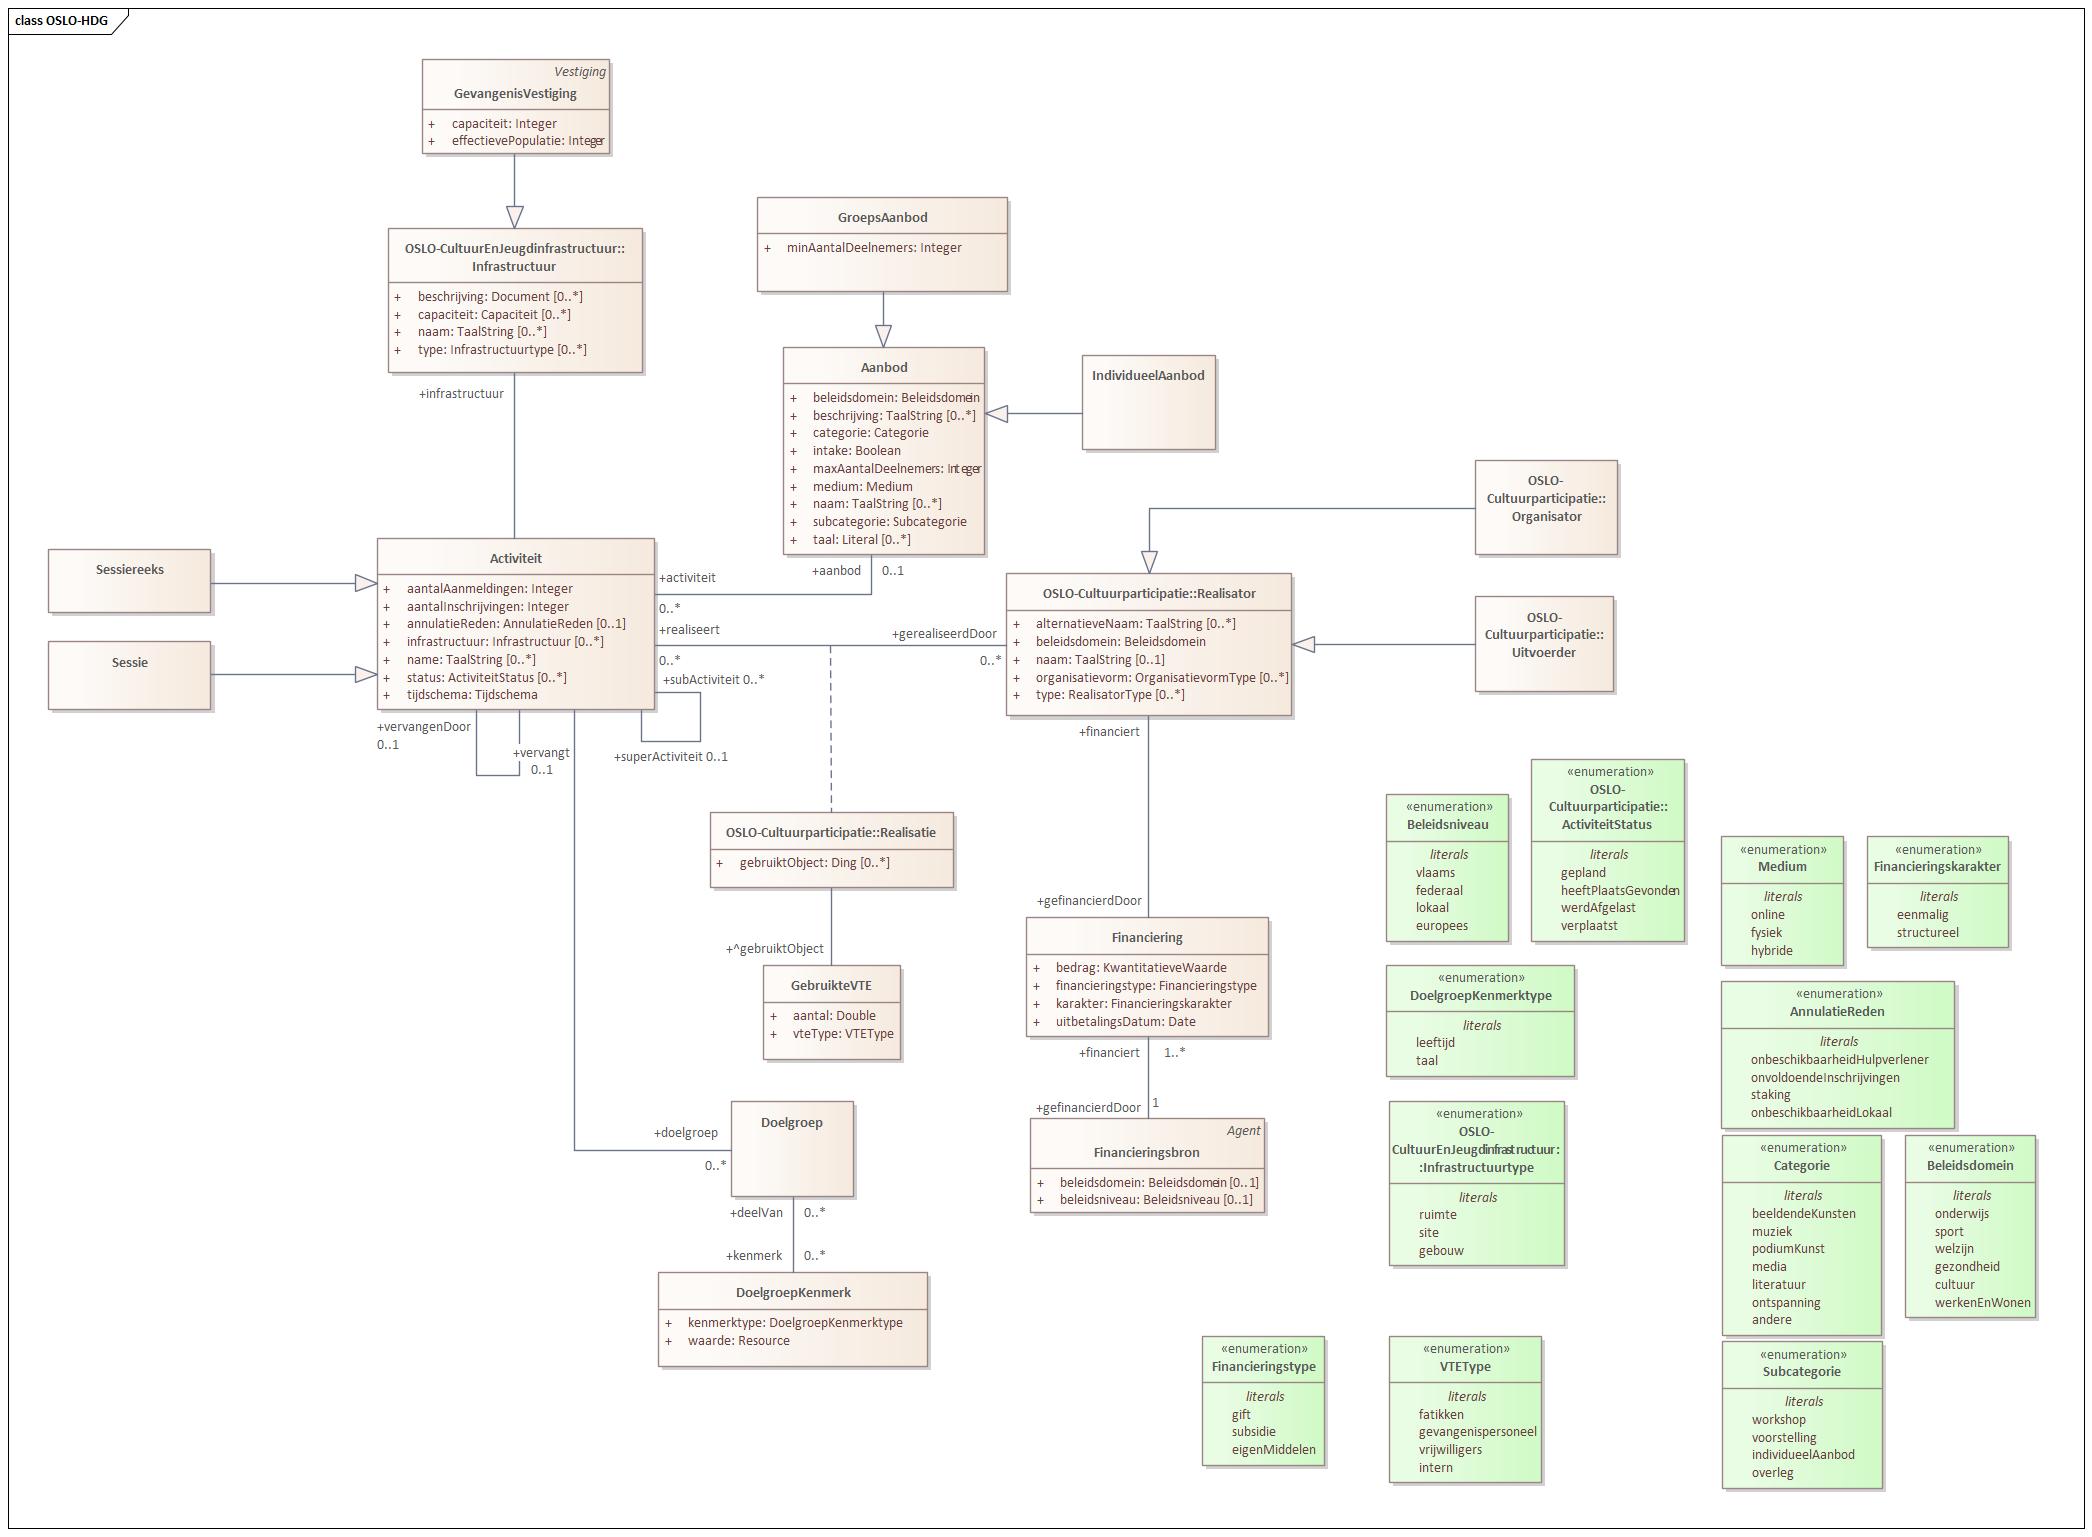 class OSLO-HDG
Vestiging
GevangenisVestiging
+ capaciteit: Integer
+ effectievePopulatie: Integer
OSLO-CultuurEnJeugdinfrastructuur::
Infrastructuur
+ beschrijving: Document [0..*]
+ capaciteit: Capaciteit [0..*]
+ naam: TaalString [0..*]
+ type: Infrastructuurtype [0..*]
+infrastructuur
GroepsAanbod
+ minAantalDeelnemers: Integer
Aanbod
+ beleidsdomein: Beleidsdomein
+ beschrijving: TaalString [0..*]
+ categorie: Categorie
+ intake: Boolean
+ maxAantalDeelnemers: Integer
+ medium: Medium
+ naam: TaalString [0..*]
+ subcategorie: Subcategorie
+ taal: Literal [0..*]
+aanbod 0..1
IndividueelAanbod
OSLO-
Cultuurparticipatie::
Organisator
OSLO-
Cultuurparticipatie::
Uitvoerder
Sessiereeks
Sessie
Activiteit
+ aantalAanmeldingen: Integer
+ aantalInschrijvingen: Integer
+ annulatieReden: AnnulatieReden [0..1]
+ infrastructuur: Infrastructuur [0..*]
+ name: TaalString [0..*]
+ status: ActiviteitStatus [0..*]
+ tijdschema: Tijdschema
+activiteit
0..*
+realiseert
0..*
+gerealiseerdDoor
0..*
+subActiviteit 0..*
+superActiviteit 0..1
+vervangenDoor
0..1
+vervangt
0..1
OSLO-Cultuurparticipatie::Realisator
+ alternatieveNaam: TaalString [0..*]
+ beleidsdomein: Beleidsdomein
+ naam: TaalString [0..1]
+ organisatievorm: OrganisatievormType [0..*]
+ type: RealisatorType [0..*]
+financiert
+gefinancierdDoor
OSLO-Cultuurparticipatie::Realisatie
+ gebruiktObject: Ding [0..*]
+^gebruiktObject
GebruikteVTE
+ aantal: Double
+ vteType: VTEType
Financiering
+ bedrag: KwantitatieveWaarde
+ financieringstype: Financieringstype
+ karakter: Financieringskarakter
+ uitbetalingsDatum: Date
+financiert 1..*
+gefinancierdDoor 1
Agent
Financieringsbron
+ beleidsdomein: Beleidsdomein [0..1]
+ beleidsniveau: Beleidsniveau [0..1]
+doelgroep
0..*
Doelgroep
+deelVan 0..*
+kenmerk 0..*
DoelgroepKenmerk
+ kenmerktype: DoelgroepKenmerktype
+ waarde: Resource
«enumeration»
Beleidsniveau
literals
vlaams
federaal
lokaal
europees
«enumeration»
OSLO-
Cultuurparticipatie::
ActiviteitStatus
literals
gepland
heeftPlaatsGevonden
werdAfgelast
verplaatst
«enumeration»
Medium
literals
online
fysiek
hybride
«enumeration»
Financieringskarakter
literals
eenmalig
structureel
«enumeration»
DoelgroepKenmerktype
literals
leeftijd
taal
«enumeration»
AnnulatieReden
literals
onbeschikbaarheidHulpverlener
onvoldoendeInschrijvingen
staking
onbeschikbaarheidLokaal
«enumeration»
OSLO-
CultuurEnJeugdinfrastructuur:
:Infrastructuurtype
literals
ruimte
site
gebouw
«enumeration»
Categorie
literals
beeldendeKunsten
muziek
podiumKunst
media
literatuur
ontspanning
andere
«enumeration»
Beleidsdomein
literals
onderwijs
sport
welzijn
gezondheid
cultuur
werkenEnWonen
«enumeration»
Financieringstype
literals
gift
subsidie
eigenMiddelen
«enumeration»
VTEType
literals
fatikken
gevangenispersoneel
vrijwilligers
intern
«enumeration»
Subcategorie
literals
workshop
voorstelling
individueelAanbod
overleg